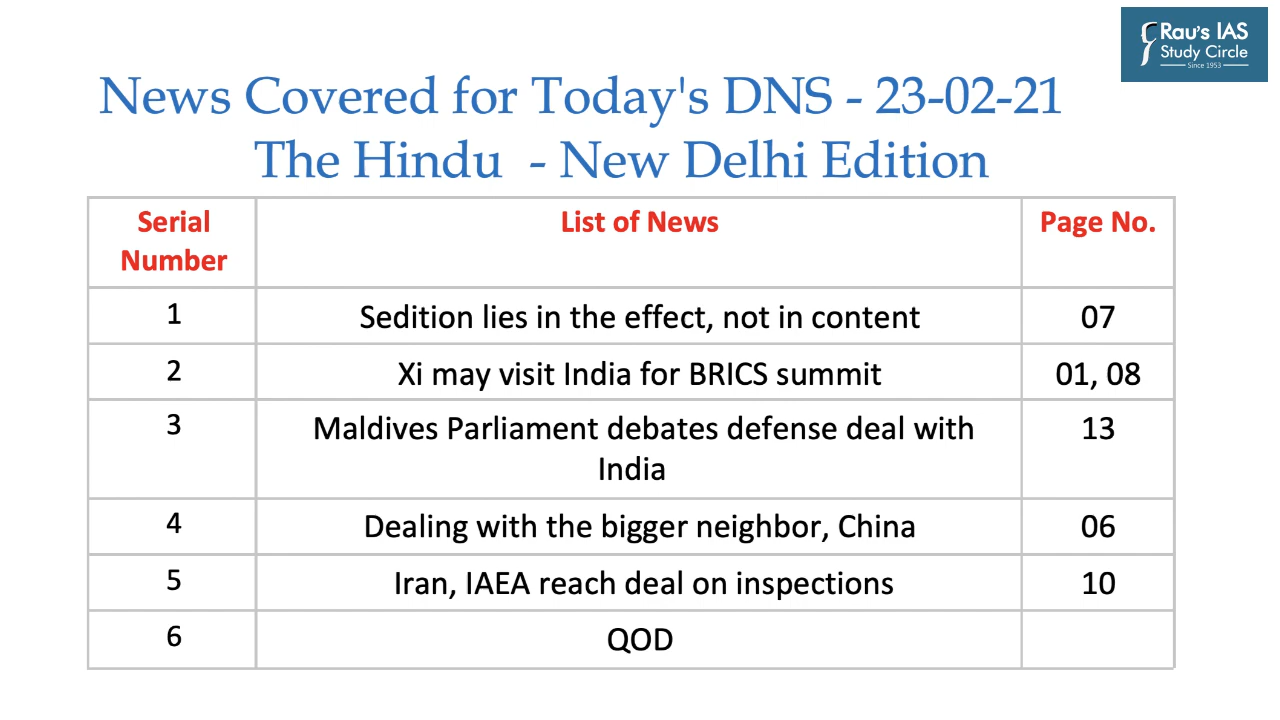 Rau's IAS
Study Circle
Since 1953
News Covered for Today's DNS - 23-02-21
The Hindu - New Delhi Edition
Serial Number List of News Page No.
1 Sedition lies in the effect, not in content 07
2 Xi may visit India for BRICS summit 01, 08
3 Maldives Parliament debates defense deal with India 13
4 Dealing with the bigger neighbor, China 06
5 Iran, IAEA reach deal on inspections 10
6 QOD